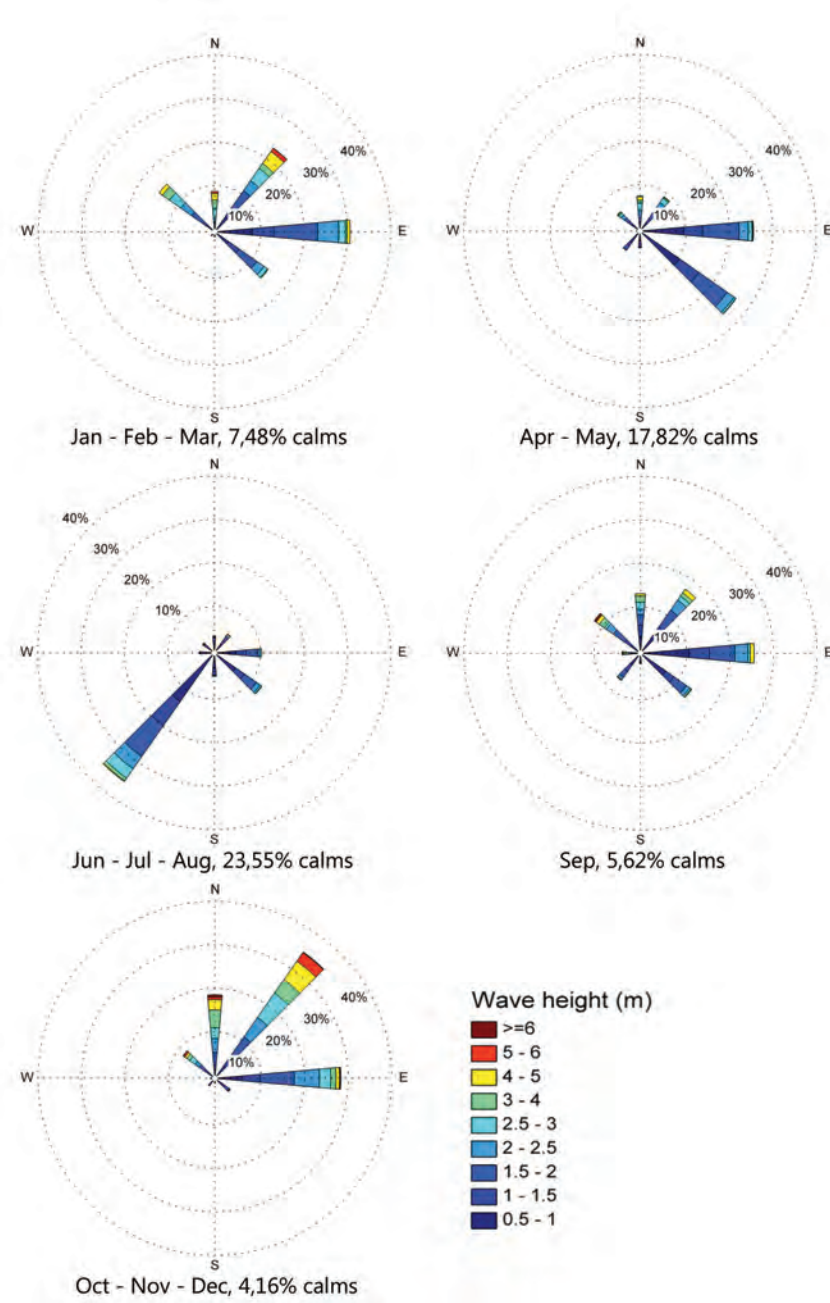 N
40%
30%
20%
10%
W
E
S
Jan - Feb - Mar, 7,48% calms
N
40%
30%
20%
10%
W
E
S
Apr - May, 17,82% calms
N
40%
30%
20%
10%
W
E
S
Jun - Jul - Aug, 23,55% calms
N
40%
30%
20%
10%
W
E
S
Sep, 5,62% calms
N
40%
30%
20%
10%
W
E
S
Oct - Nov - Dec, 4,16% calms
Wave height (m)
>=6
5 - 6
4 - 5
3 - 4
2.5 - 3
2 - 2.5
1.5 - 2
1 - 1.5
0.5 - 1